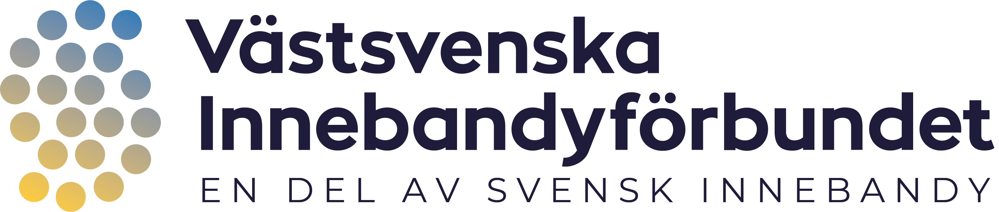 Västsvenska
Innebandyförbundet
EN DEL AV SVENSK INNEBANDY